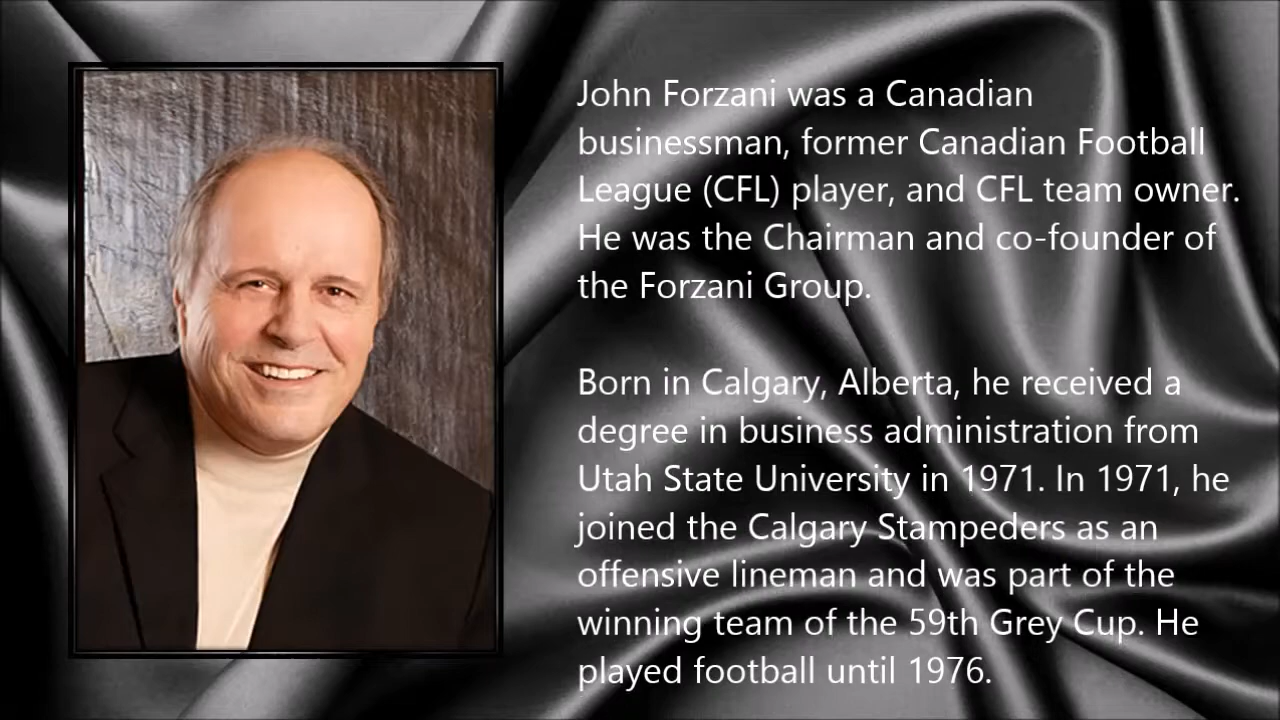 John Forzani was a Canadian
businessman, former Canadian Football
League (CFL) player, and CFL team owner.
He was the Chairman and co-founder of
the Forzani Group.
Born in Calgary, Alberta, he received a
degree in business administration from
Utah State University in 1971. In 1971, he
joined the Calgary Stampeders as an
offensive lineman and was part of the
winning team of the 59th Grey Cup. He
played football until 1976.